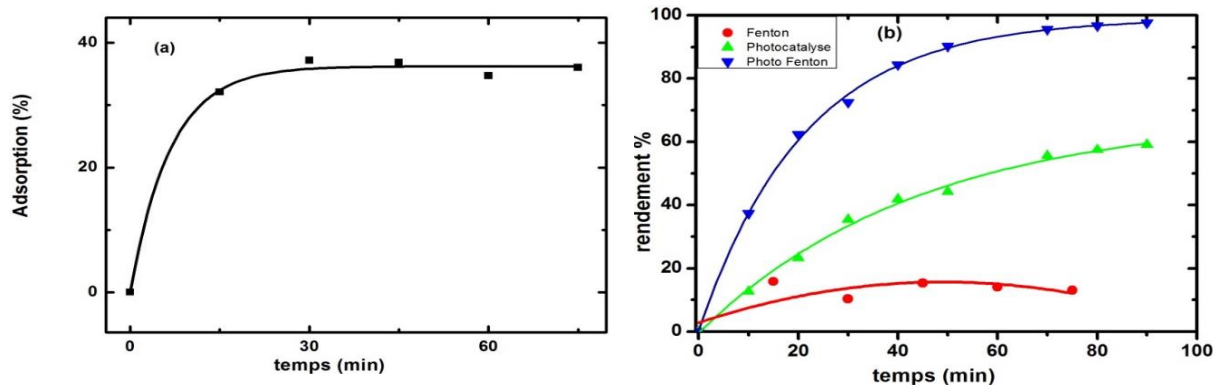 (a)
Adsorption (%)
40
20
0
0
30
60
temps (min)
(b)
Fenton
Photocatalyse
Photo Fenton
rendement %
100
80
60
40
20
0
0
20
40
60
80
100
temps (min)